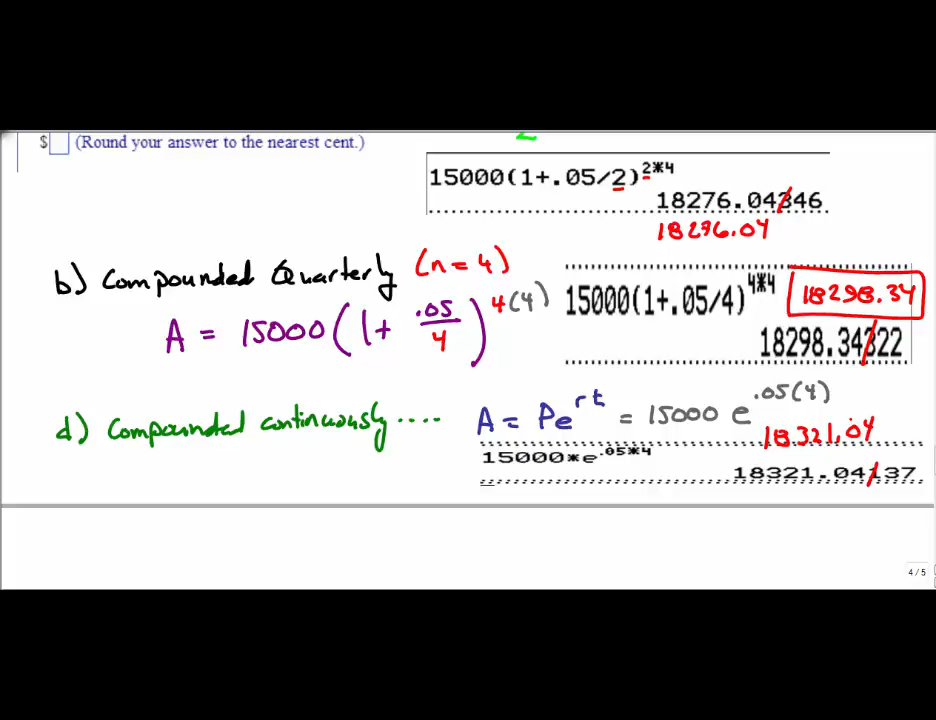 $ (Round your answer to the nearest cent.)
2
15000(1+.05/2)^2*4
18276.04346
18276.04
b) Compounded Quarterly (n = 4)
A = 15000(1 + .05/4)^4(4)
15000(1+.05/4)^4*4
18298.34
18298.34322
d) Compounded continuously ....
A = Pe^rt = 15000 e^.05(4)
18321.04
15000*e^.05*4
18321.04137
4 / 5